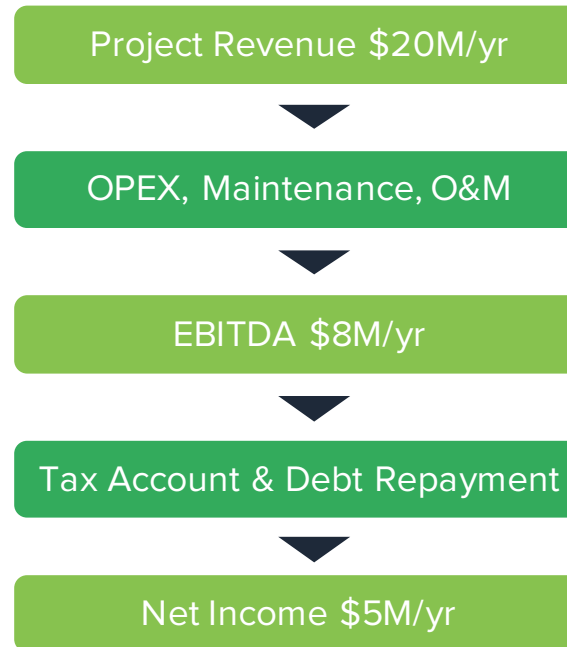 Project Revenue $20M/yr
OPEX, Maintenance, O&M
EBITDA $8M/yr
Tax Account & Debt Repayment
Net Income $5M/yr